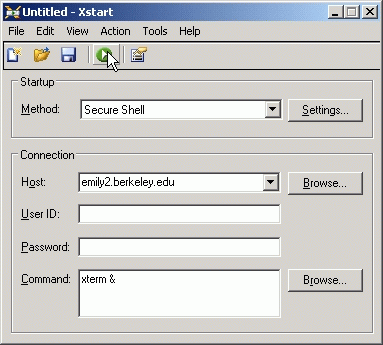 Untitled - Xstart
File Edit View Action Tools Help
Startup
Method: Secure Shell Settings...
Connection
Host: emily2.berkeley.edu Browse...
User ID:
Password:
Command: xterm & Browse...